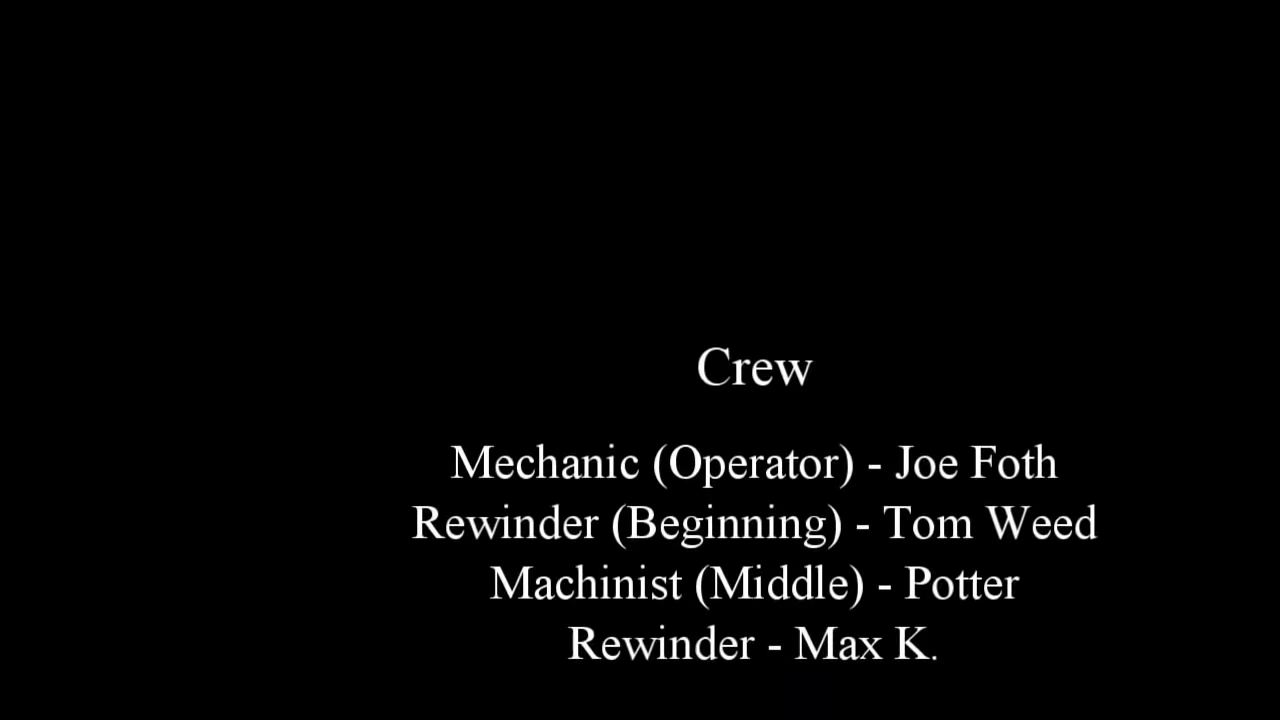 Crew
Mechanic (Operator) - Joe Foth
Rewinder (Beginning) - Tom Weed
Machinist (Middle) - Potter
Rewinder - Max K.